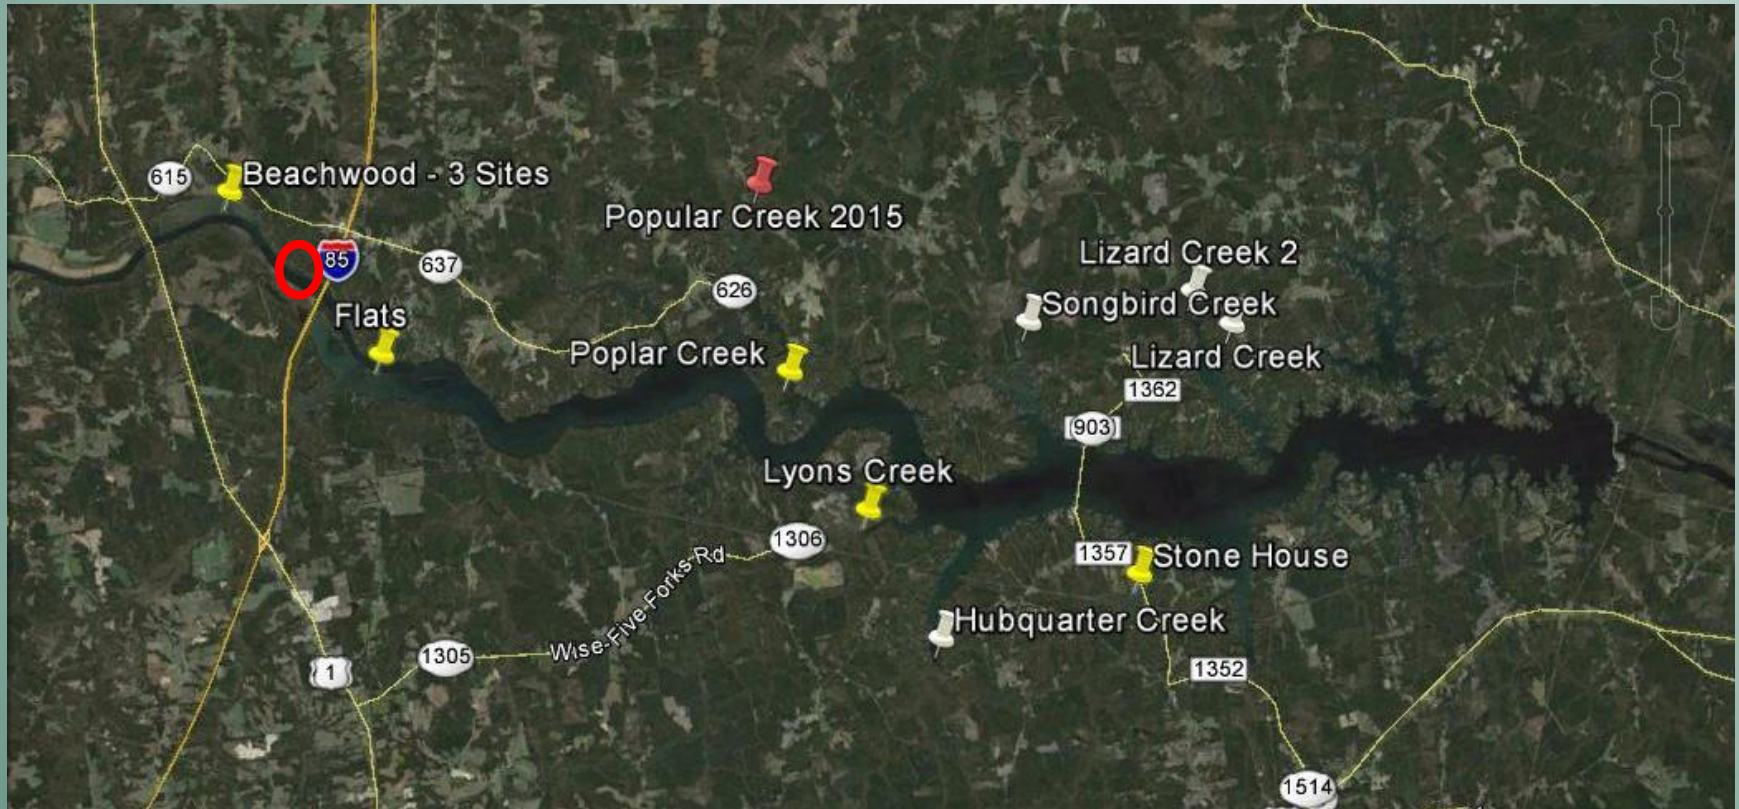 615
Beachwood - 3 Sites
Popular Creek 2015
Lizard Creek 2
85
637
626
Songbird Creek
Flats
Poplar Creek
Lizard Creek
1362
(903)
Lyons Creek
1306
1357
Stone House
Wise-Five-Forks-Rd
Hubquarter Creek
1305
1
1352
1514